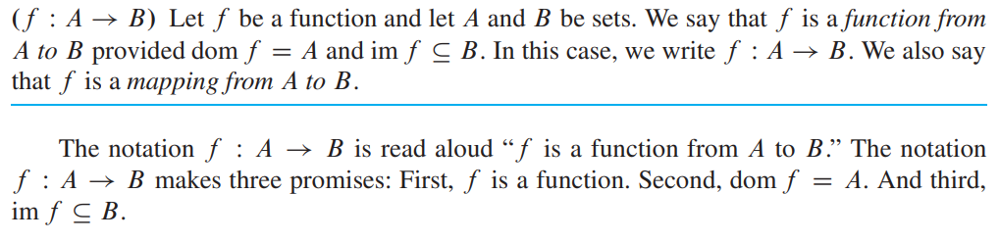 (f : A → B) Let f be a function and let A and B be sets. We say that f is a function from
A to B provided dom f = A and im f ⊆ B. In this case, we write f : A → B. We also say
that f is a mapping from A to B.
The notation f : A → B is read aloud “f is a function from A to B.” The notation
f : A → B makes three promises: First, f is a function. Second, dom f = A. And third,
im f ⊆ B.